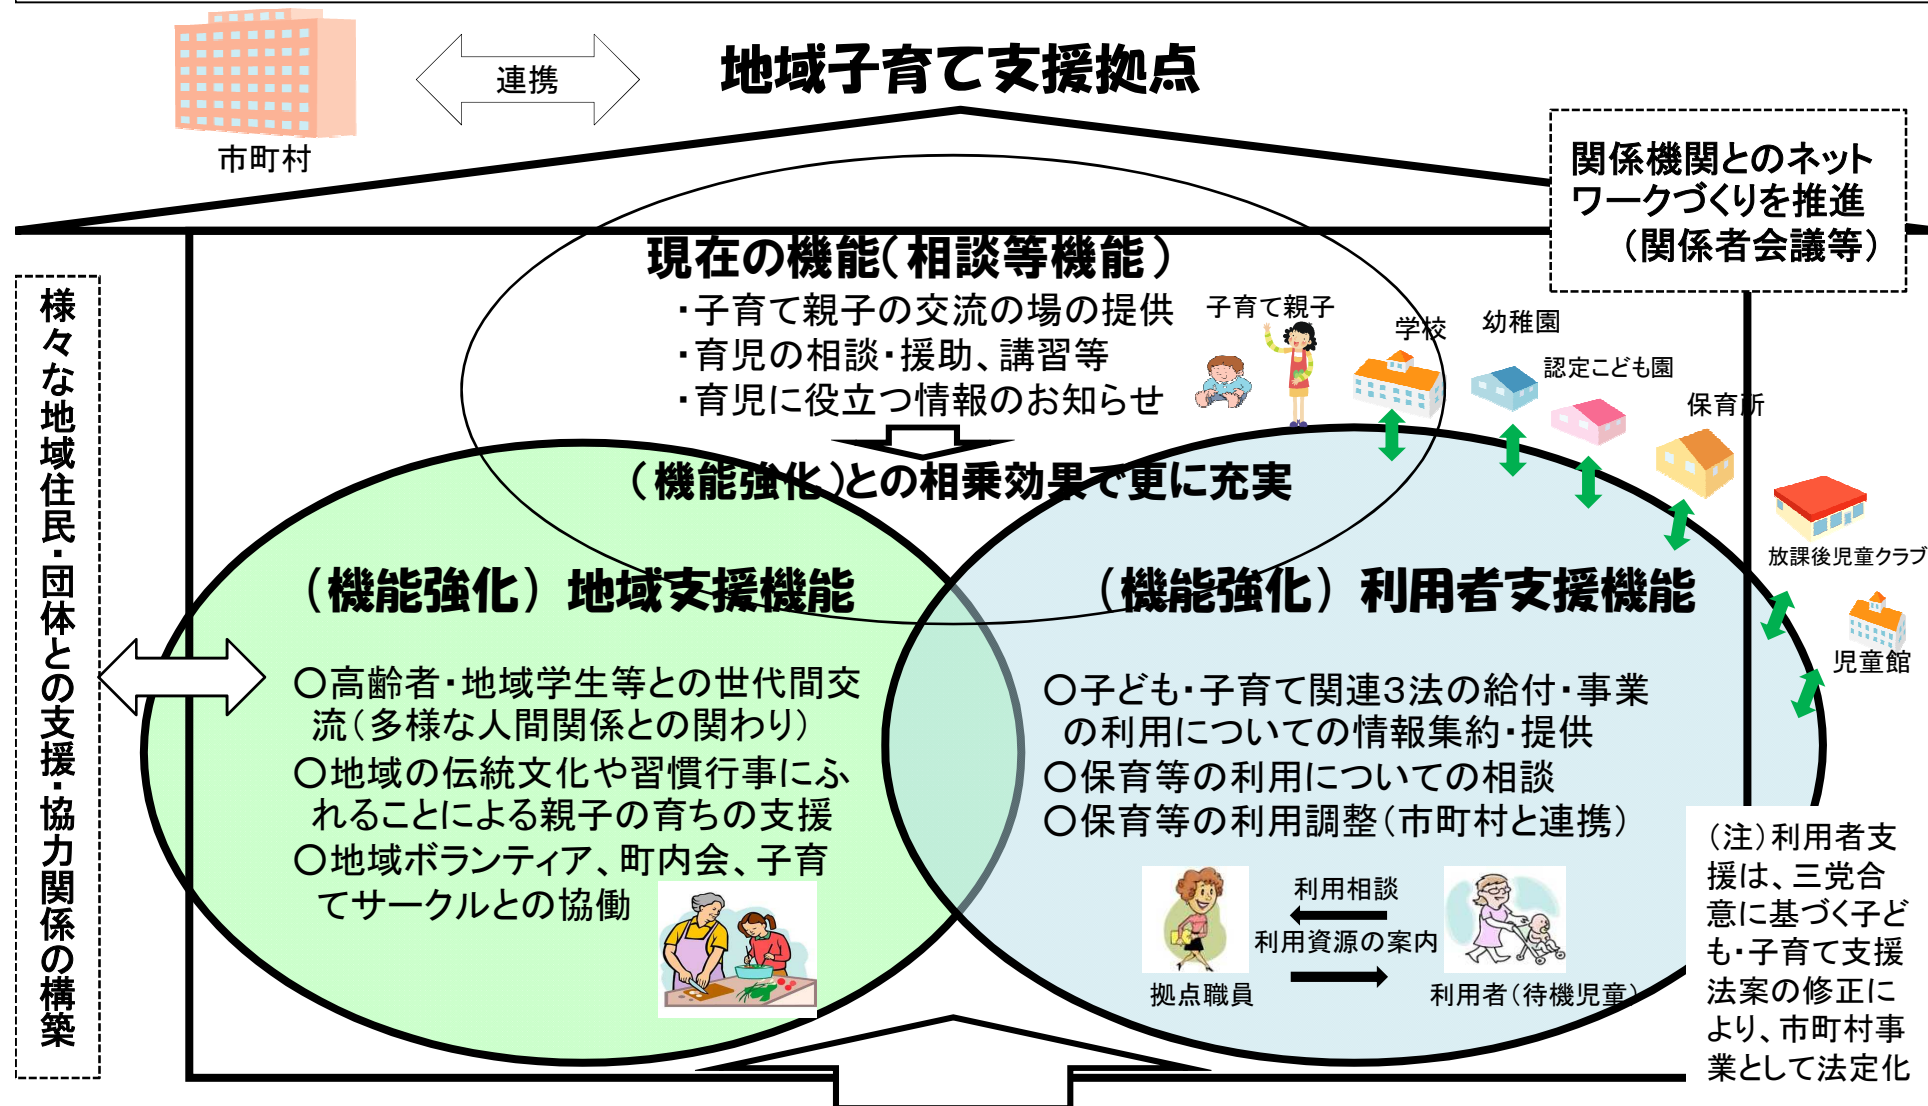 地域子育て支援拠点
連携
市町村
関係機関とのネット
ワークづくりを推進
（関係者会議等）
現在の機能（相談等機能）
・子育て親子の交流の場の提供
・育児の相談・援助、講習等
・育児に役立つ情報のお知らせ
子育て親子
学校
幼稚園
認定こども園
保育所
放課後児童クラブ
児童館
（機能強化）との相乗効果で更に充実
様々な地域住民・団体との支援・協力関係の構築
（機能強化）地域支援機能
○高齢者・地域学生等との世代間交
流（多様な人間関係との関わり）
○地域の伝統文化や習慣行事にふ
れることによる親子の育ちの支援
○地域ボランティア、町内会、子育
てサークルとの協働
（機能強化）利用者支援機能
○子ども・子育て関連３法の給付・事業
の利用についての情報集約・提供
○保育等の利用についての相談
○保育等の利用調整（市町村と連携）
利用相談
利用資源の案内
拠点職員
利用者（待機児童）
（注）利用者支
援は、三党合
意に基づく子ど
も・子育て支援
法案の修正に
より、市町村事
業として法定化